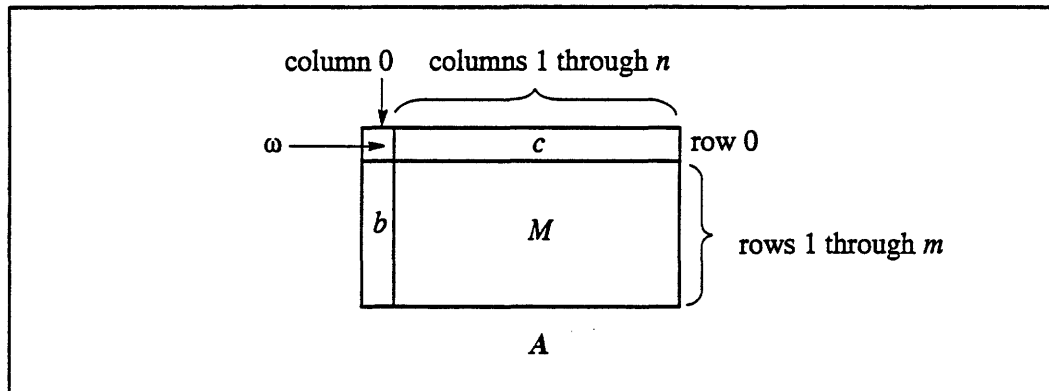 column 0 columns 1 through n
ω c row 0
b M rows 1 through m
A